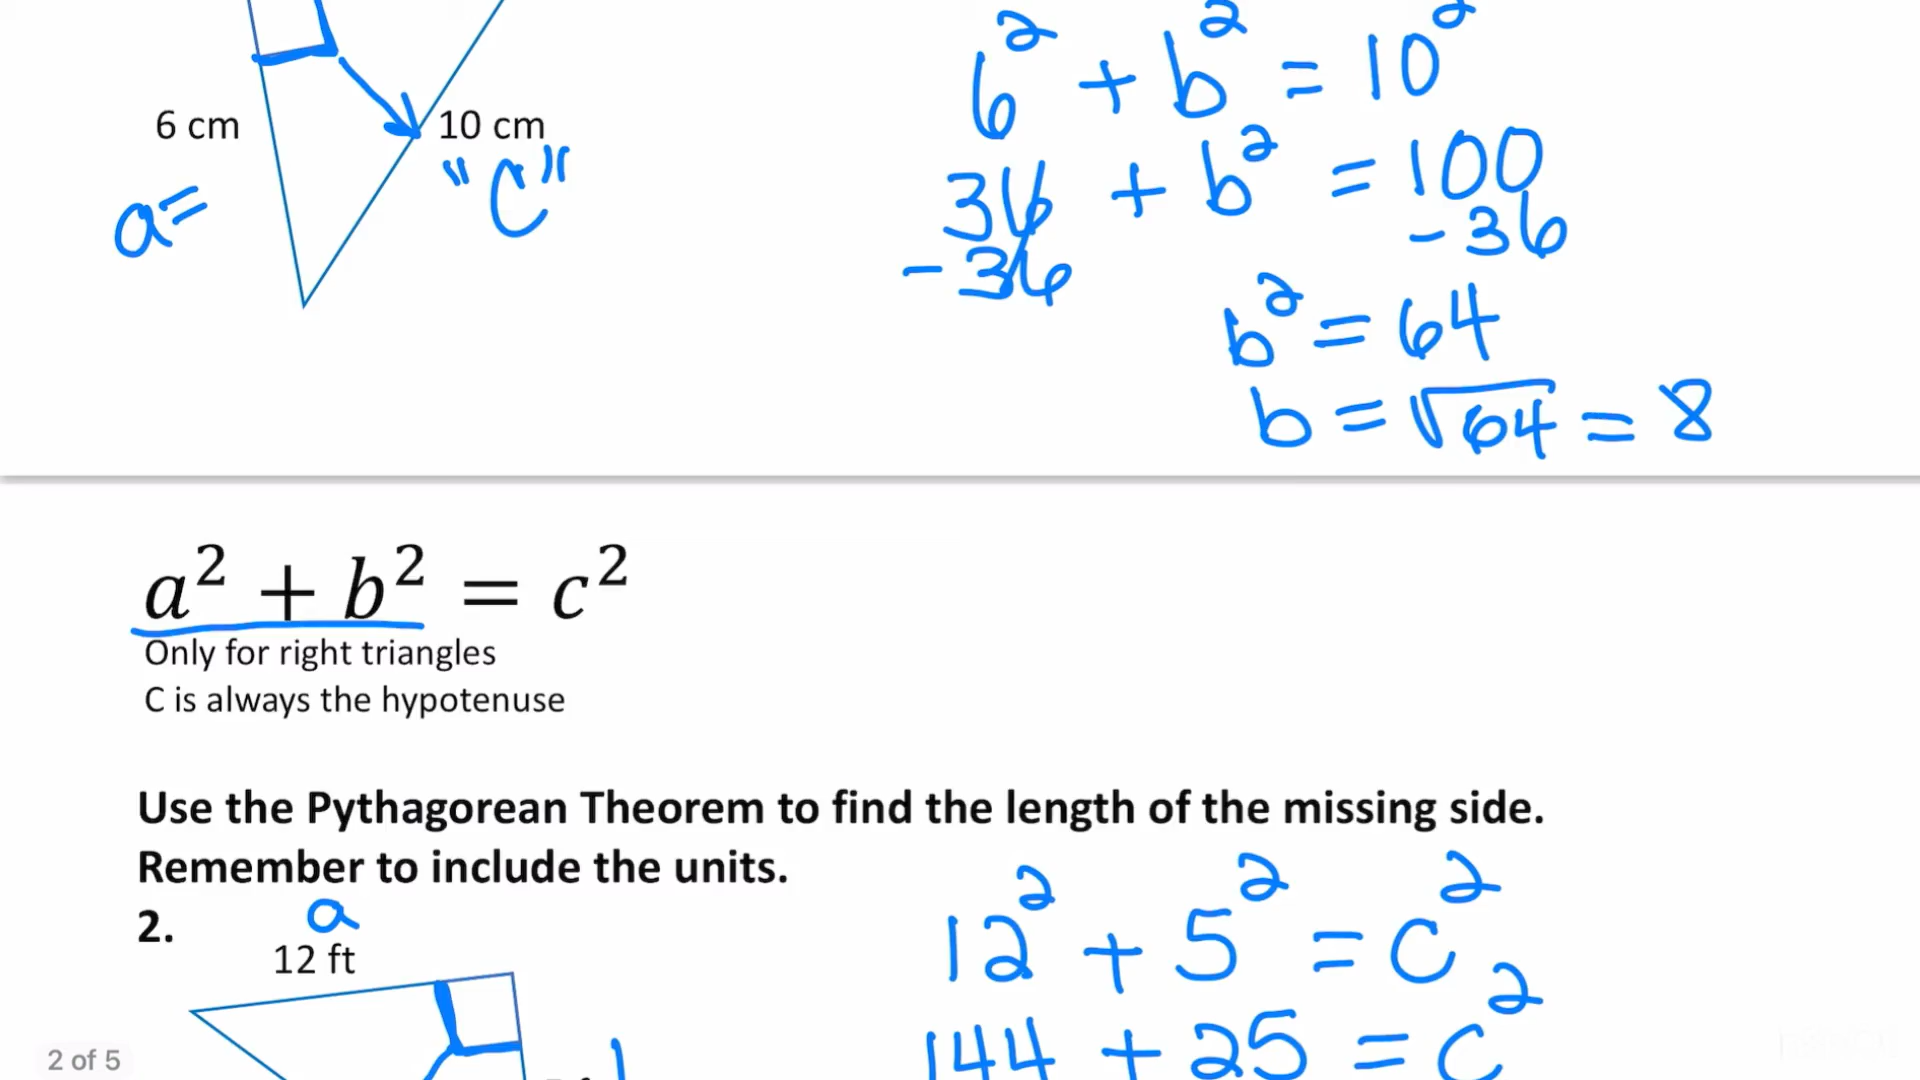 6² + b² = 10²
6 cm
10 cm
"C"
a=
36 + b² = 100
-36
-36
b² = 64
b = √64 = 8
a² + b² = c²
Only for right triangles
C is always the hypotenuse
Use the Pythagorean Theorem to find the length of the missing side.
Remember to include the units.
2.
a
12 ft
12² + 5² = c²
144 + 25 = c²
2 of 5